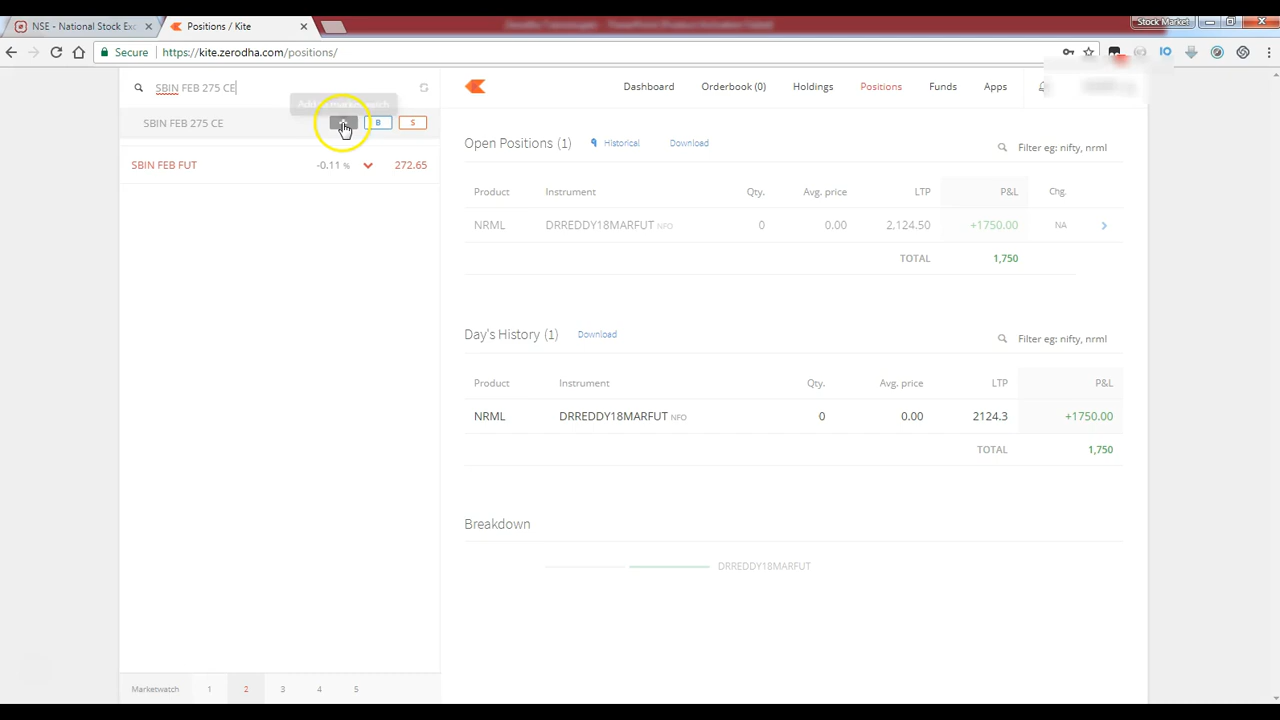 NSE - National Stock Exc
Positions / Kite
Stock Market
Secure
https://kite.zerodha.com/positions/
SBIN FEB 275 CE
Dashboard
Orderbook (0)
Holdings
Positions
Funds
Apps
Add to marketwatch
SBIN FEB 275 CE
B
S
SBIN FEB FUT
-0.11 %
272.65
Open Positions (1)
Historical
Download
Filter eg: nifty, nrml
Product Instrument Qty. Avg. price LTP P&L Chg.
NRML DRREDDY18MARFUT NFO 0 0.00 2,124.50 +1750.00 NA
TOTAL 1,750
Day's History (1)
Download
Filter eg: nifty, nrml
Product Instrument Qty. Avg. price LTP P&L
NRML DRREDDY18MARFUT NFO 0 0.00 2124.3 +1750.00
TOTAL 1,750
Breakdown
DRREDDY18MARFUT
Marketwatch 1 2 3 4 5